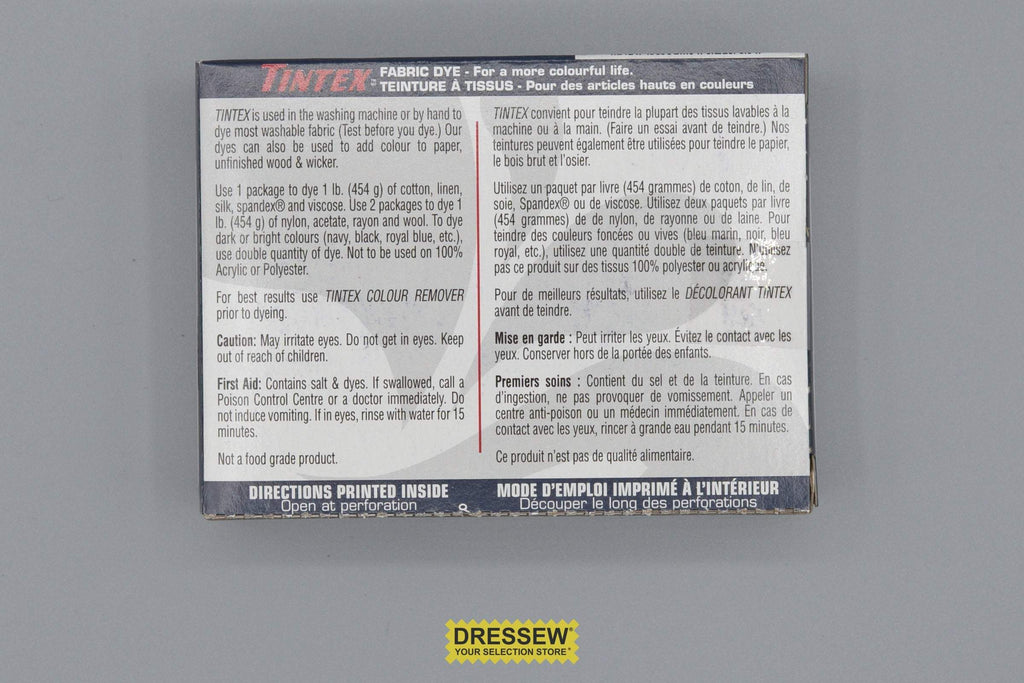 TINTEX™ FABRIC DYE - For a more colourful life.
TEINTURE À TISSUS - Pour des articles hauts en couleurs
TINTEX is used in the washing machine or by hand to
dye most washable fabric (Test before you dye.) Our
dyes can also be used to add colour to paper,
unfinished wood & wicker.
Use 1 package to dye 1 lb. (454 g) of cotton, linen,
silk, spandex® and viscose. Use 2 packages to dye 1
lb. (454 g) of nylon, acetate, rayon and wool. To dye
dark or bright colours (navy, black, royal blue, etc.),
use double quantity of dye. Not to be used on 100%
Acrylic or Polyester.
For best results use TINTEX COLOUR REMOVER
prior to dyeing.
Caution: May irritate eyes. Do not get in eyes. Keep
out of reach of children.
First Aid: Contains salt & dyes. If swallowed, call a
Poison Control Centre or a doctor immediately. Do
not induce vomiting. If in eyes, rinse with water for 15
minutes.
Not a food grade product.
DIRECTIONS PRINTED INSIDE
Open at perforation
TINTEX convient pour teindre la plupart des tissus lavables à la
machine ou à la main. (Faire un essai avant de teindre.) Nos
teintures peuvent également être utilisées pour teindre le papier,
le bois brut et l'osier.
Utilisez un paquet par livre (454 grammes) de coton, de lin, de
soie, Spandex® ou de viscose. Utilisez deux paquets par livre
(454 grammes) de de nylon, de rayonne ou de laine. Pour
teindre des couleurs foncées ou vives (bleu marin, noir, bleu
royal, etc.), utilisez une quantité double de teinture. N'utilisez
pas ce produit sur des tissus 100% polyester ou acrylique.
Pour de meilleurs résultats, utilisez le DÉCOLORANT TINTEX
avant de teindre.
Mise en garde : Peut irriter les yeux. Évitez le contact avec les
yeux. Conserver hors de la portée des enfants.
Premiers soins : Contient du sel et de la teinture. En cas
d'ingestion, ne pas provoquer de vomissement. Appeler un
centre anti-poison ou un médecin immédiatement. En cas de
contact avec les yeux, rincer à grande eau pendant 15 minutes.
Ce produit n'est pas de qualité alimentaire.
MODE D'EMPLOI IMPRIMÉ À L'INTÉRIEUR
Découper le long des perforations
DRESSEW®
YOUR SELECTION STORE®